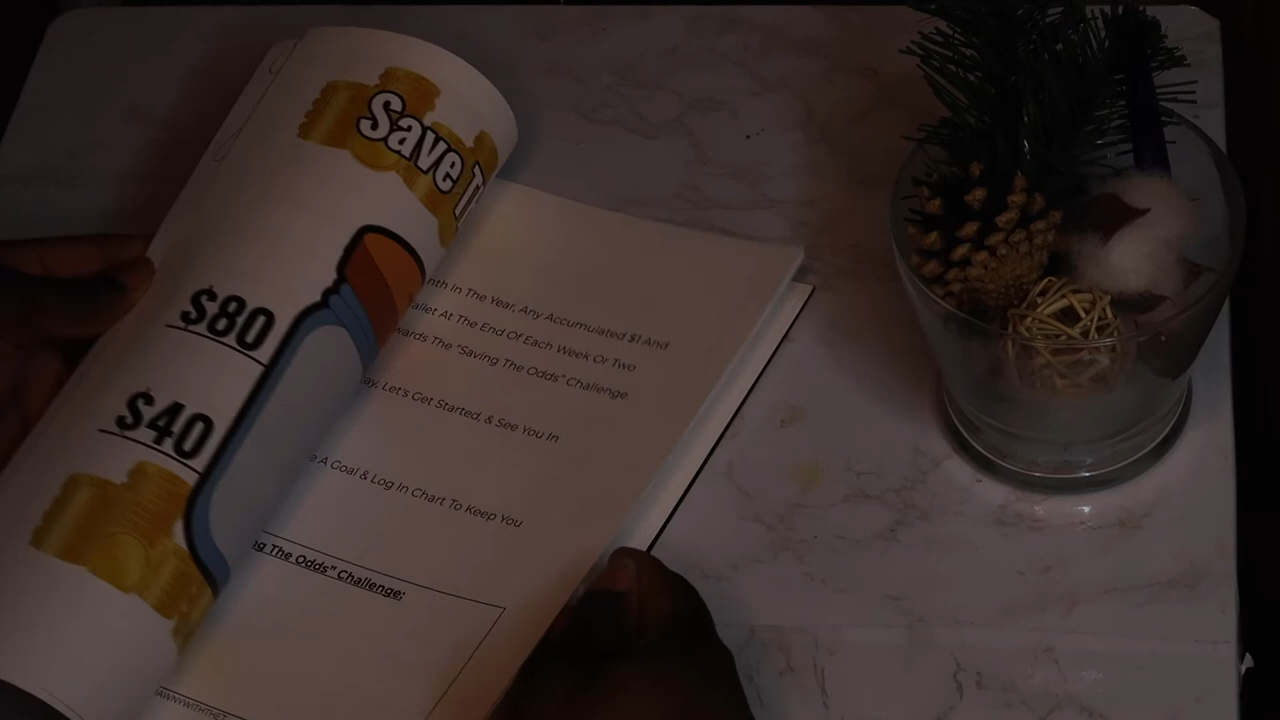 Save
$80
$40
nth In The Year, Any Accumulated $1 And
allet At The End Of Each Week Or Two
wards The "Saving The Odds" Challenge
ay, Let's Get Started, & See You In
e A Goal & Log In Chart To Keep You
ng The Odds" Challenge: